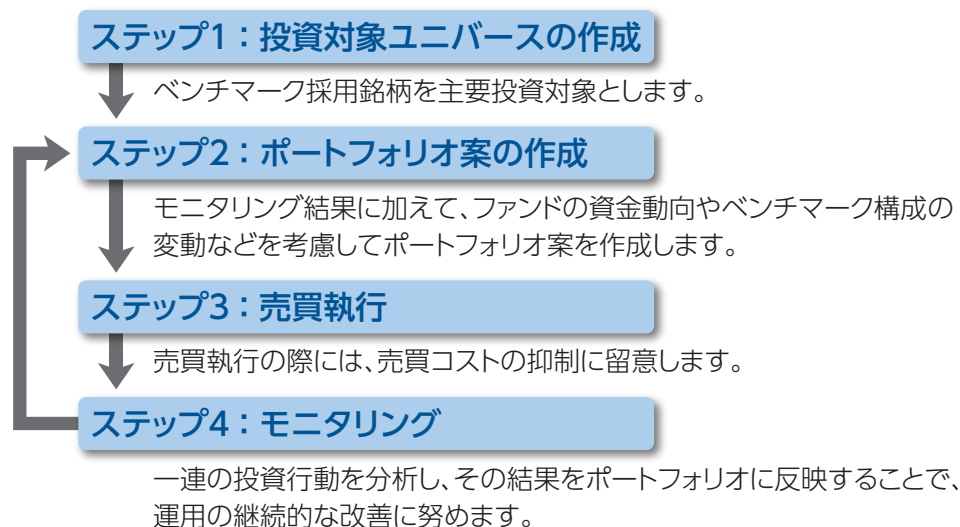 ステップ1：投資対象ユニバースの作成
ベンチマーク採用銘柄を主要投資対象とします。
ステップ2：ポートフォリオ案の作成
モニタリング結果に加えて、ファンドの資金動向やベンチマーク構成の
変動などを考慮してポートフォリオ案を作成します。
ステップ3：売買執行
売買執行の際には、売買コストの抑制に留意します。
ステップ4：モニタリング
一連の投資行動を分析し、その結果をポートフォリオに反映することで、
運用の継続的な改善に努めます。